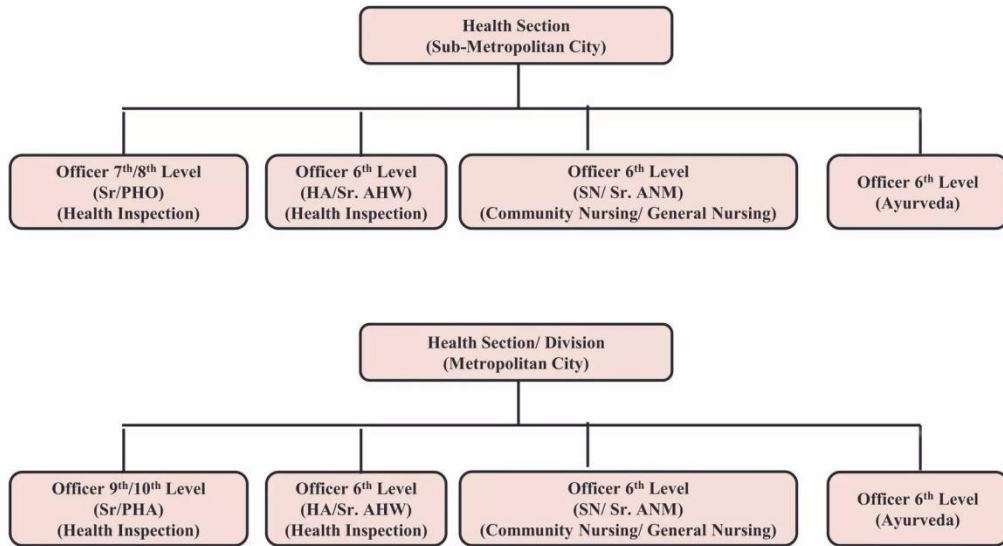 Health Section
(Sub-Metropolitan City)
Officer 7th/8th Level
(Sr/PHO)
(Health Inspection)
Officer 6th Level
(HA/Sr. AHW)
(Health Inspection)
Officer 6th Level
(SN/ Sr. ANM)
(Community Nursing/ General Nursing)
Officer 6th Level
(Ayurveda)
Health Section/ Division
(Metropolitan City)
Officer 9th/10th Level
(Sr/PHA)
(Health Inspection)
Officer 6th Level
(HA/Sr. AHW)
(Health Inspection)
Officer 6th Level
(SN/ Sr. ANM)
(Community Nursing/ General Nursing)
Officer 6th Level
(Ayurveda)